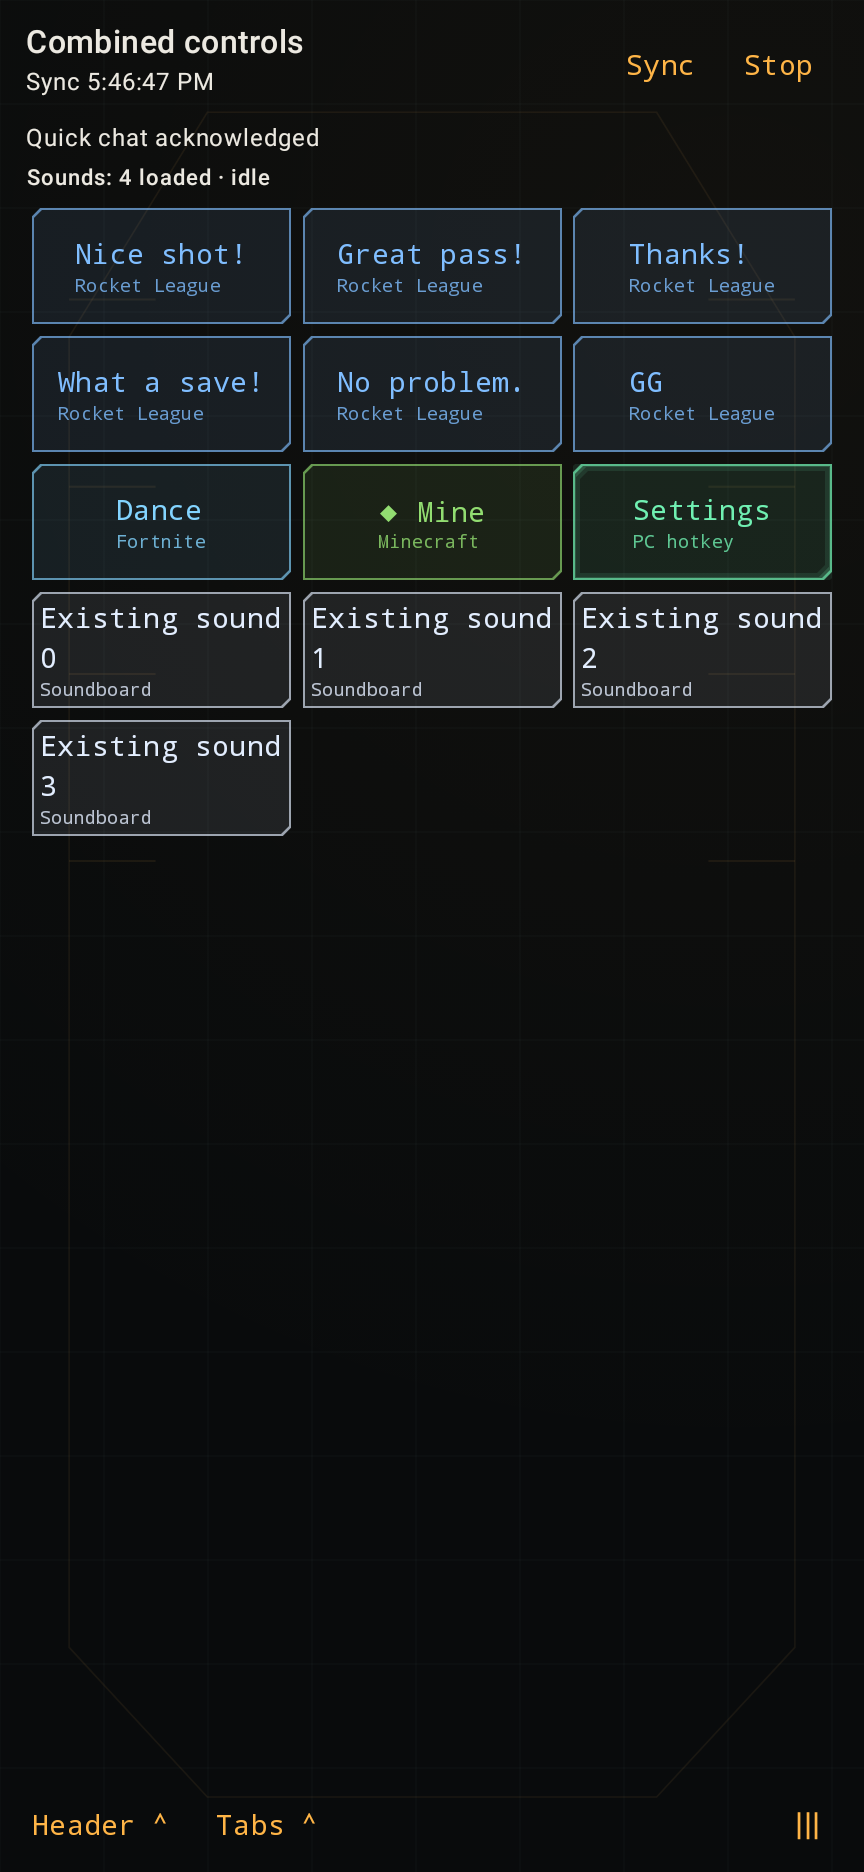 Combined controls
Sync 5:46:47 PM
Sync Stop
Quick chat acknowledged
Sounds: 4 loaded · idle
Nice shot!
Rocket League
Great pass!
Rocket League
Thanks!
Rocket League
What a save!
Rocket League
No problem.
Rocket League
GG
Rocket League
Dance
Fortnite
◆ Mine
Minecraft
Settings
PC hotkey
Existing sound
0
Soundboard
Existing sound
1
Soundboard
Existing sound
2
Soundboard
Existing sound
3
Soundboard
Header ^ Tabs ^ |||